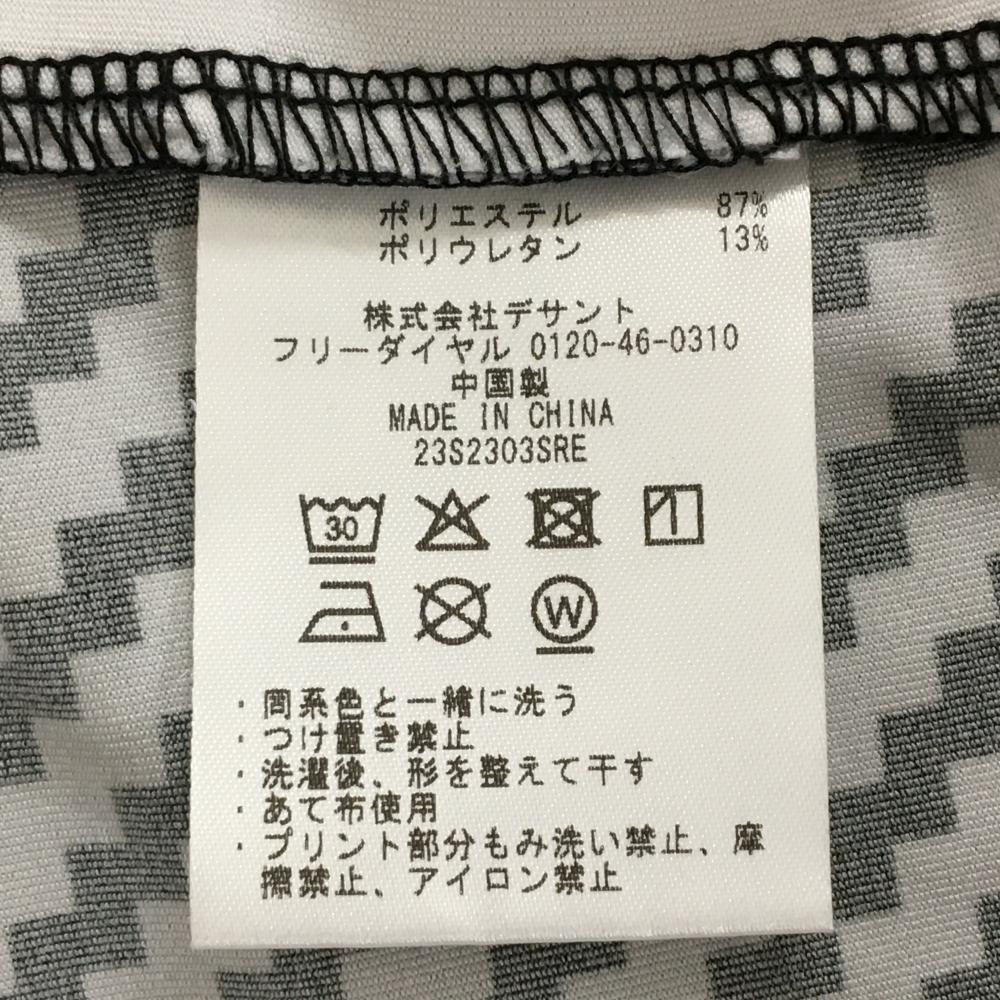 ポリエステル 87%
ポリウレタン 13%
株式会社デサント
フリーダイヤル 0120-46-0310
中国製
MADE IN CHINA
23S2303SRE
30
W
・同系色と一緒に洗う
・つけ置き禁止
・洗濯後、形を整えて干す
・あて布使用
・プリント部分もみ洗い禁止、摩
擦禁止、アイロン禁止